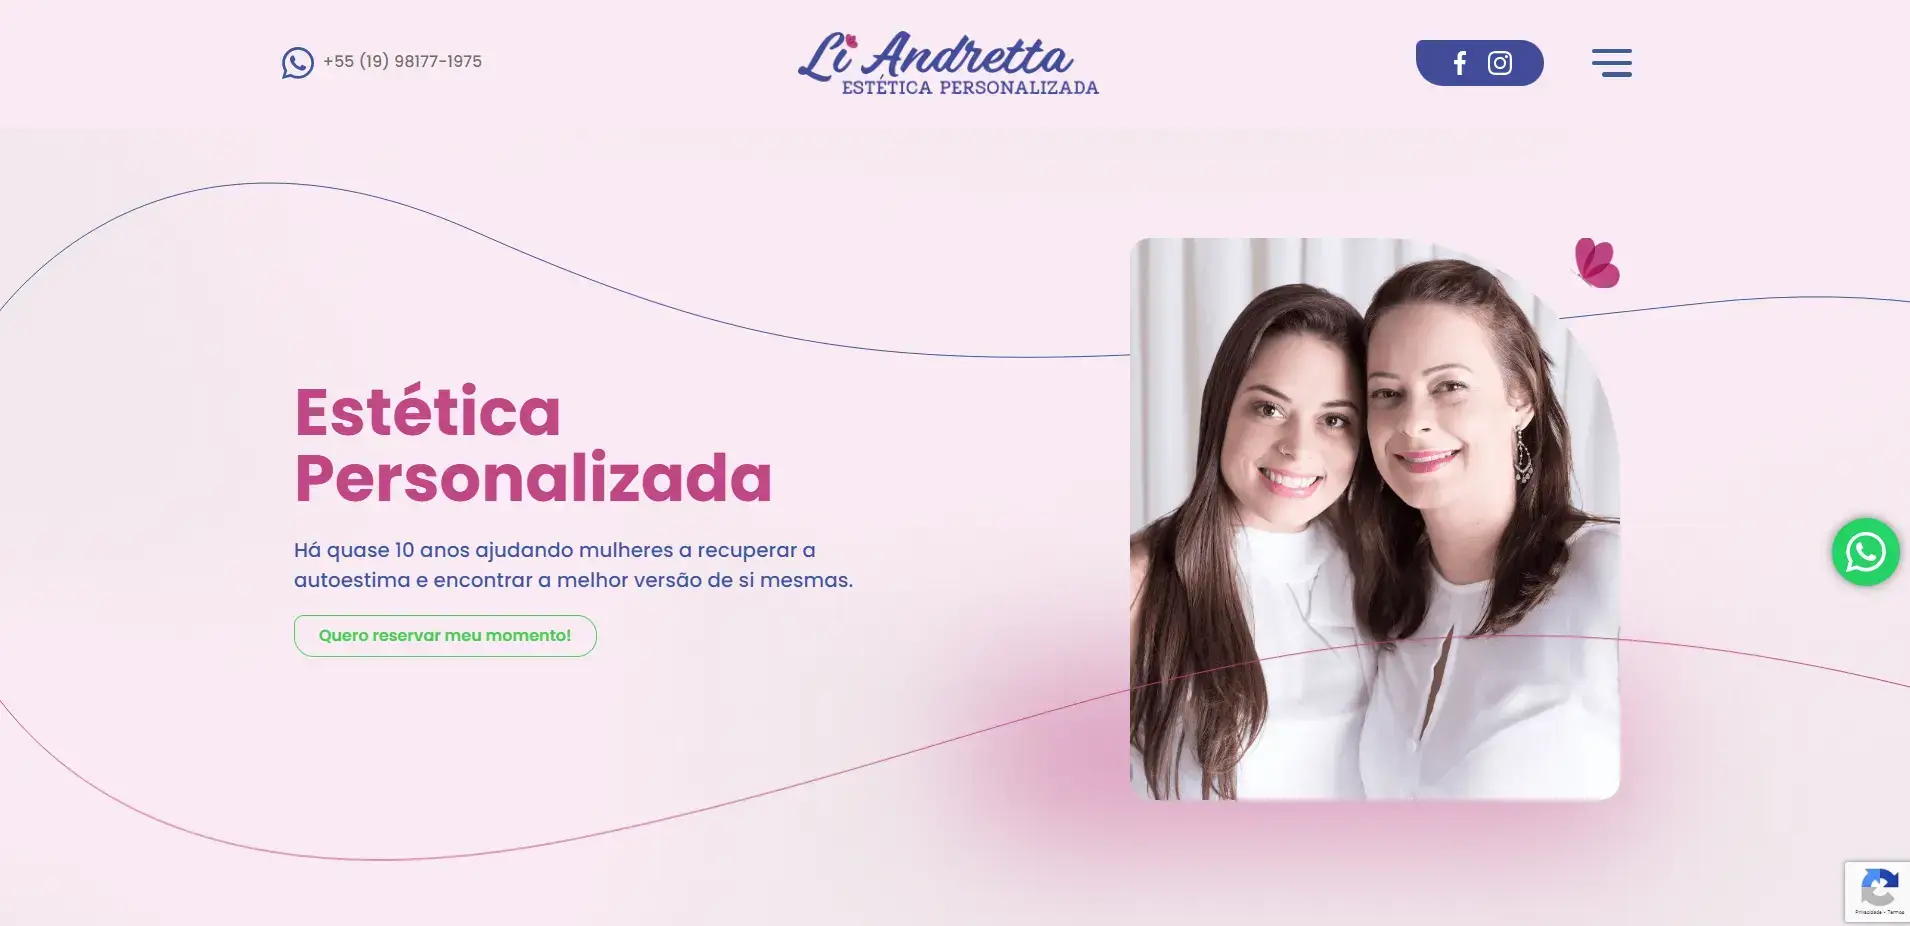 +55 (19) 98177-1975
Li Andretta
ESTÉTICA PERSONALIZADA
Estética
Personalizada
Há quase 10 anos ajudando mulheres a recuperar a
autoestima e encontrar a melhor versão de si mesmas.
Quero reservar meu momento!
Privacidade - Termos